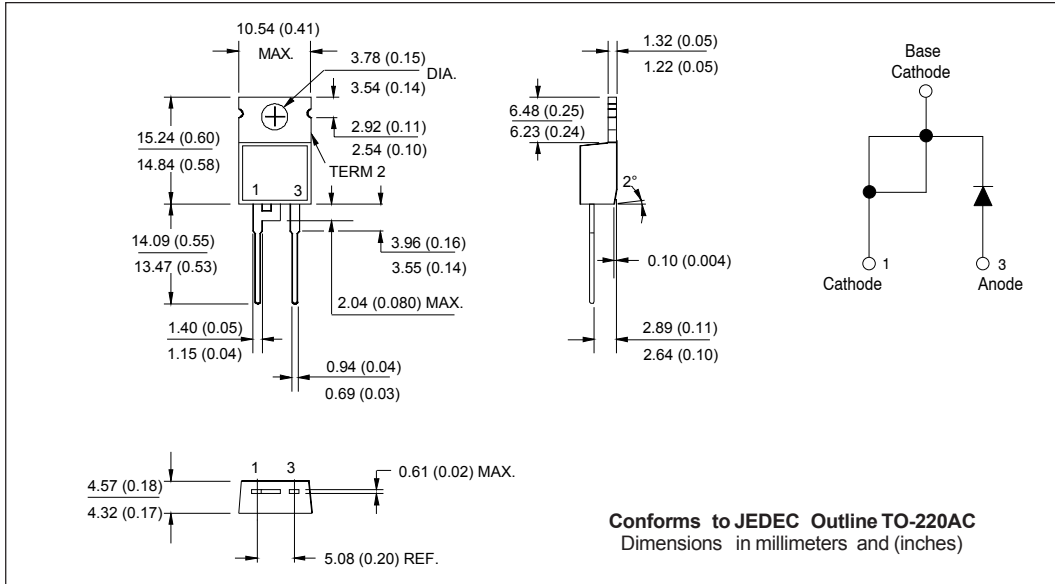 10.54 (0.41)
MAX.
3.78 (0.15)
3.54 (0.14)
DIA.
15.24 (0.60)
14.84 (0.58)
2.92 (0.11)
2.54 (0.10)
TERM 2
1 3
14.09 (0.55)
13.47 (0.53)
3.96 (0.16)
3.55 (0.14)
2.04 (0.080) MAX.
1.40 (0.05)
1.15 (0.04)
0.94 (0.04)
0.69 (0.03)
1.32 (0.05)
1.22 (0.05)
6.48 (0.25)
6.23 (0.24)
2°
0.10 (0.004)
2.89 (0.11)
2.64 (0.10)
Base
Cathode
1 3
Cathode Anode
1 3
4.57 (0.18)
4.32 (0.17)
0.61 (0.02) MAX.
5.08 (0.20) REF.
Conforms to JEDEC Outline TO-220AC
Dimensions in millimeters and (inches)